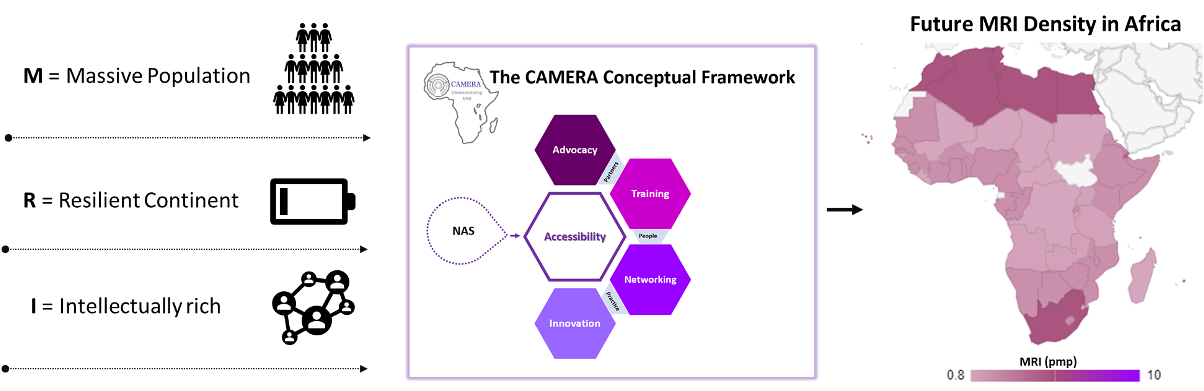 M = Massive Population
R = Resilient Continent
I = Intellectually rich
The CAMERA Conceptual Framework
CAMERA
Democratizing
MRI
Advocacy
Partners
Training
NAS
Accessibility
People
Networking
Practice
Innovation
Future MRI Density in Africa
MRI (pmp)
0.8
10